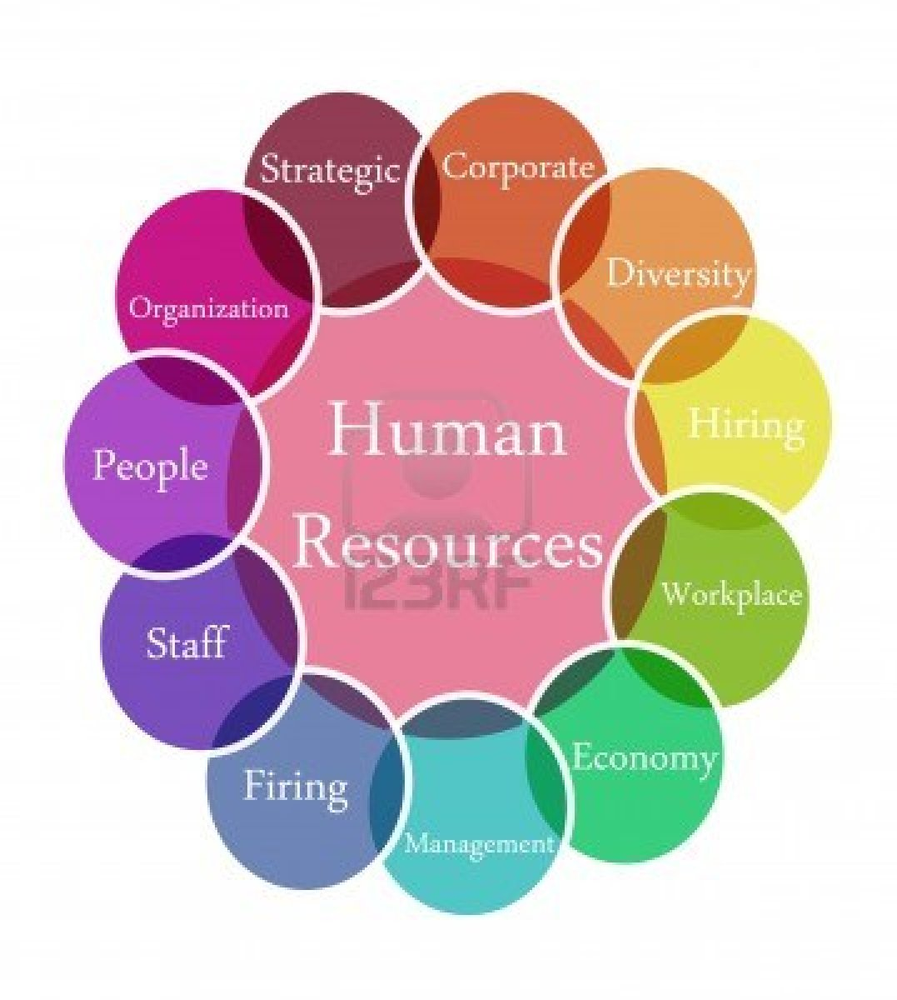 Strategic
Corporate
Diversity
Organization
Hiring
Human
Resources
People
Workplace
Staff
Economy
Firing
Management
123RF